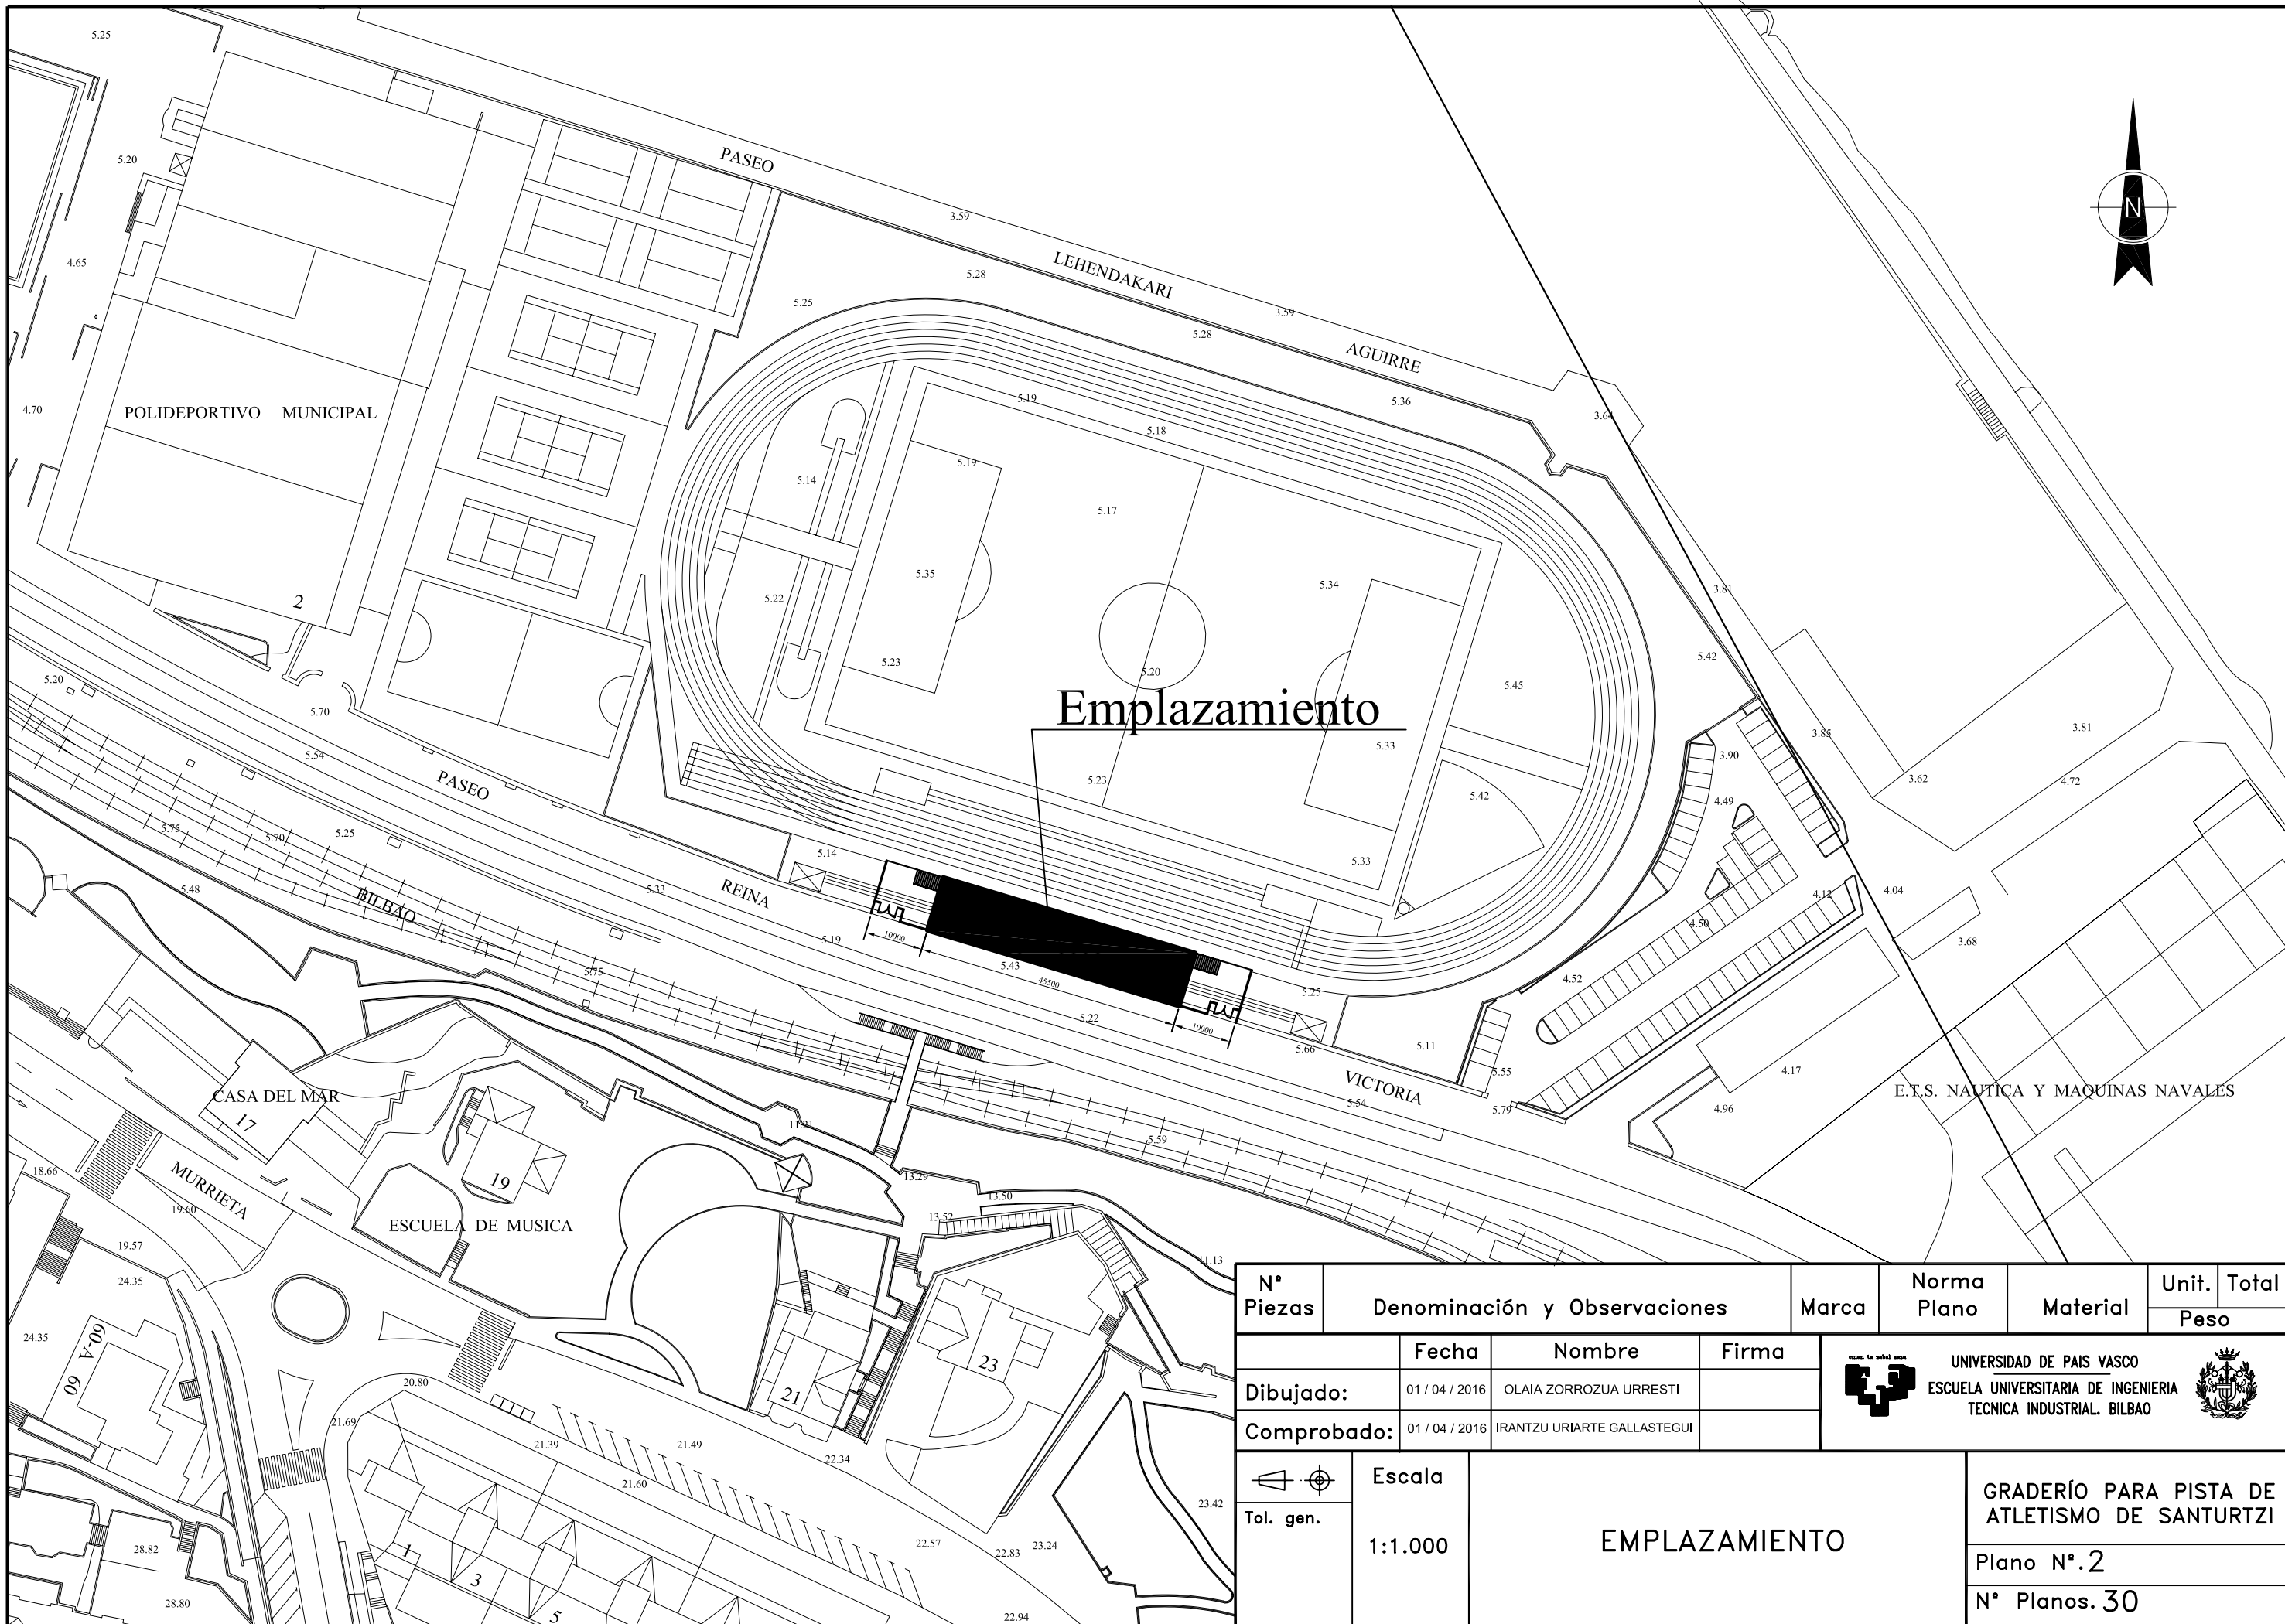 5.25
5.20
4.65
4.70
POLIDEPORTIVO MUNICIPAL
2
PASEO
3.59
LEHENDAKARI
3.59
AGUIRRE
5.28
5.25
5.28
5.36
3.64
N
5.19
5.18
5.19
5.14
5.17
5.35
5.34
5.22
5.23
5.20
5.45
3.81
5.42
Emplazamiento
5.33
5.23
5.42
5.33
3.90
3.85
3.81
3.62
4.72
4.49
4.12
4.04
4.50
3.68
4.52
5.20
5.70
5.54
PASEO
5.75
5.70
5.25
5.48
BILBAO
5.33
REINA
5.14
5.19
10000
5.43
45500
5.75
5.22
10000
5.25
5.66
5.11
5.55
VICTORIA
5.54
5.79
4.17
4.96
E.T.S. NAUTICA Y MAQUINAS NAVALES
5.59
CASA DEL MAR
17
11.21
19
18.66
MURRIETA
19.60
ESCUELA DE MUSICA
13.29
13.50
13.52
11.13
19.57
24.35
24.35
60-A
60
23
21
20.80
21.69
21.39
21.49
21.60
22.34
23.42
22.57
22.83
23.24
22.94
28.82
28.80
1
3
5
Nº Piezas
Denominación y Observaciones
Marca
Norma Plano
Material
Unit. Total
Peso
Fecha Nombre Firma
Dibujado: 01 / 04 / 2016 OLAIA ZORROZUA URRESTI
Comprobado: 01 / 04 / 2016 IRANTZU URIARTE GALLASTEGUI
eman ta zabal zazu
UNIVERSIDAD DE PAIS VASCO
ESCUELA UNIVERSITARIA DE INGENIERIA
TECNICA INDUSTRIAL. BILBAO
Tol. gen.
Escala
1:1.000
EMPLAZAMIENTO
GRADERÍO PARA PISTA DE
ATLETISMO DE SANTURTZI
Plano Nº.2
Nº Planos. 30